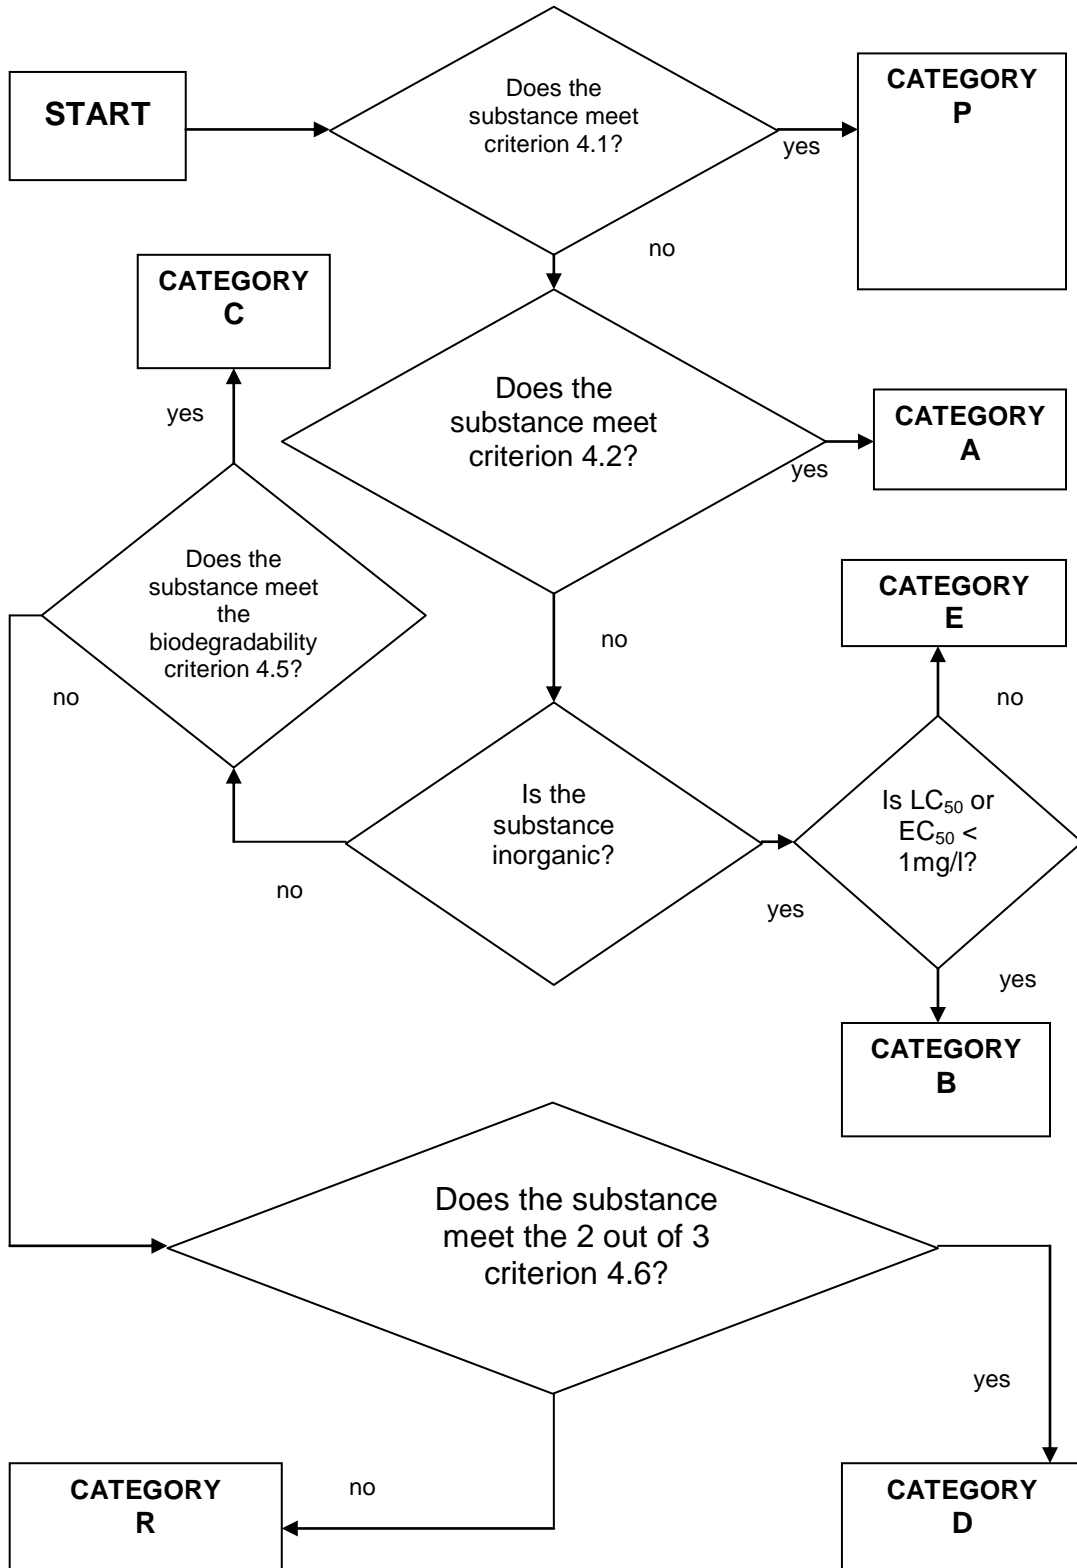 START
Does the
substance meet
criterion 4.1?
yes
CATEGORY
P
no
CATEGORY
C
yes
Does the
substance meet
criterion 4.2?
yes
CATEGORY
A
Does the
substance meet
the
biodegradability
criterion 4.5?
no
no
CATEGORY
E
no
Is the
substance
inorganic?
no
yes
Is LC₅₀ or
EC₅₀ <
1mg/l?
yes
CATEGORY
B
Does the substance
meet the 2 out of 3
criterion 4.6?
yes
no
CATEGORY
R
CATEGORY
D